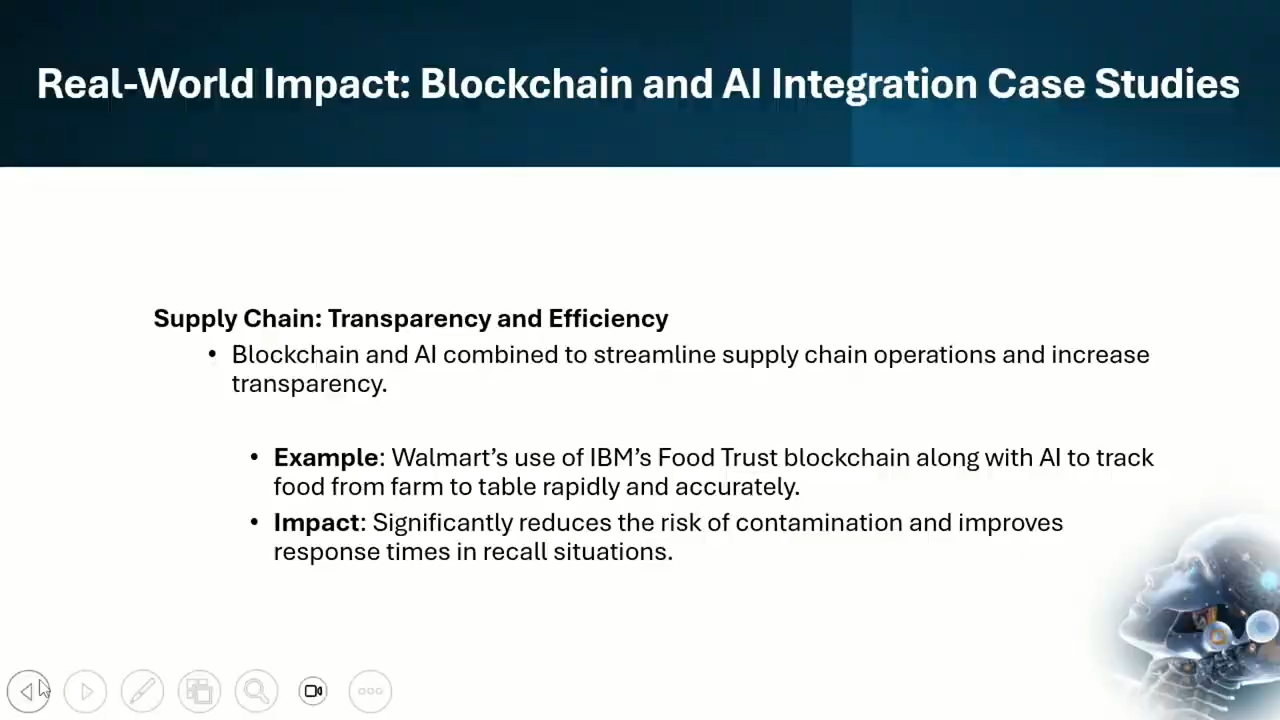 Real-World Impact: Blockchain and AI Integration Case Studies
Supply Chain: Transparency and Efficiency
• Blockchain and AI combined to streamline supply chain operations and increase
transparency.
• Example: Walmart’s use of IBM’s Food Trust blockchain along with AI to track
food from farm to table rapidly and accurately.
• Impact: Significantly reduces the risk of contamination and improves
response times in recall situations.